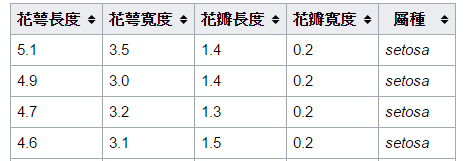 花萼長度 花萼寬度 花瓣長度 花瓣寬度 屬種
5.1 3.5 1.4 0.2 setosa
4.9 3.0 1.4 0.2 setosa
4.7 3.2 1.3 0.2 setosa
4.6 3.1 1.5 0.2 setosa